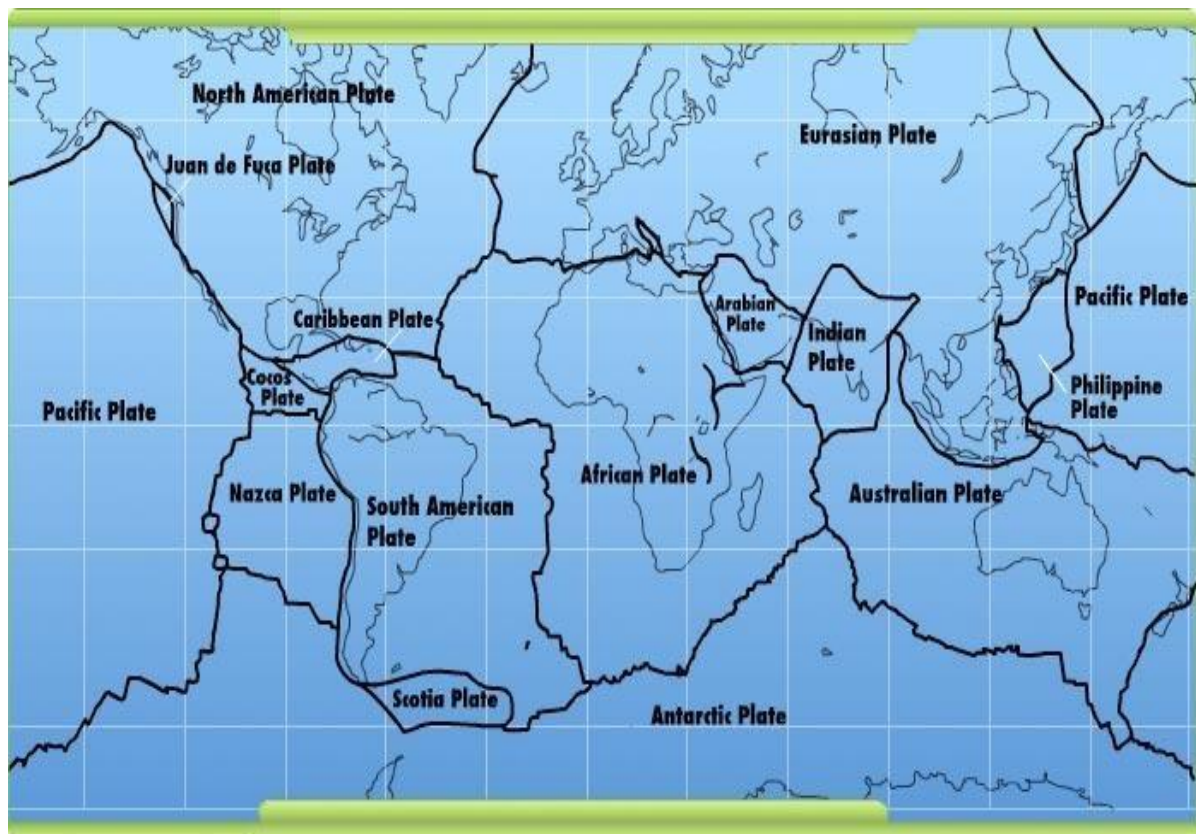 North American Plate
Juan de Fuca Plate
Eurasian Plate
Caribbean Plate
Arabian
Plate
Indian
Plate
Pacific Plate
Cocos
Plate
Philippine
Plate
Pacific Plate
Nazca Plate
South American
Plate
African Plate
Australian Plate
Scotia Plate
Antarctic Plate